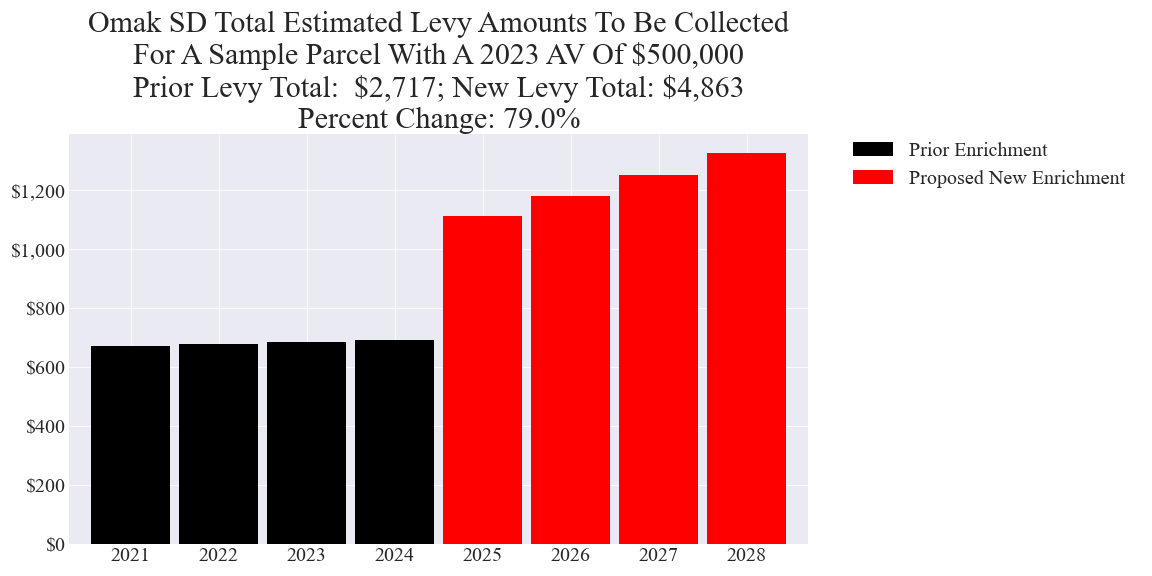 Omak SD Total Estimated Levy Amounts To Be Collected
For A Sample Parcel With A 2023 AV Of $500,000
Prior Levy Total:  $2,717; New Levy Total: $4,863
Percent Change: 79.0%
Prior Enrichment
Proposed New Enrichment
$1,200
$1,000
$800
$600
$400
$200
$0
2021 2022 2023 2024 2025 2026 2027 2028